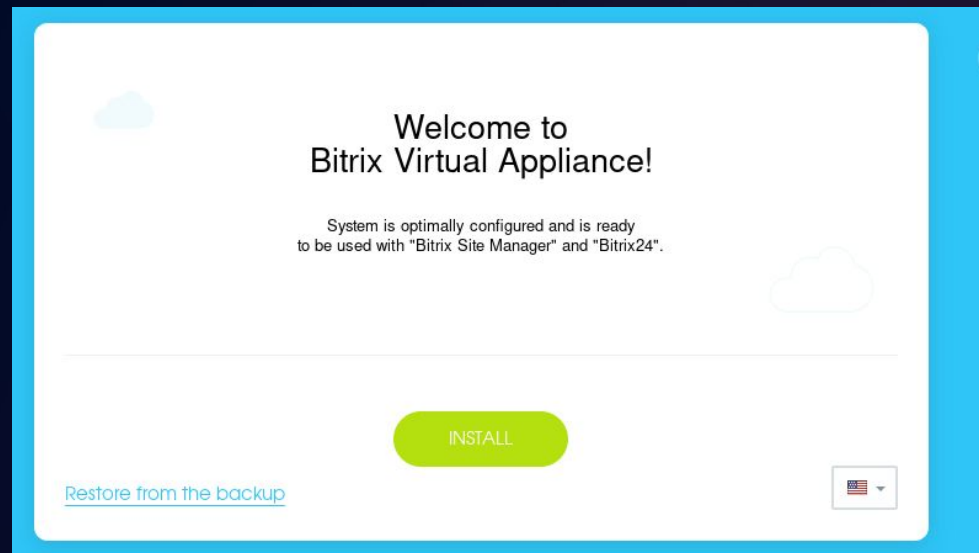 Welcome to
Bitrix Virtual Appliance!
System is optimally configured and is ready
to be used with "Bitrix Site Manager" and "Bitrix24".
INSTALL
Restore from the backup